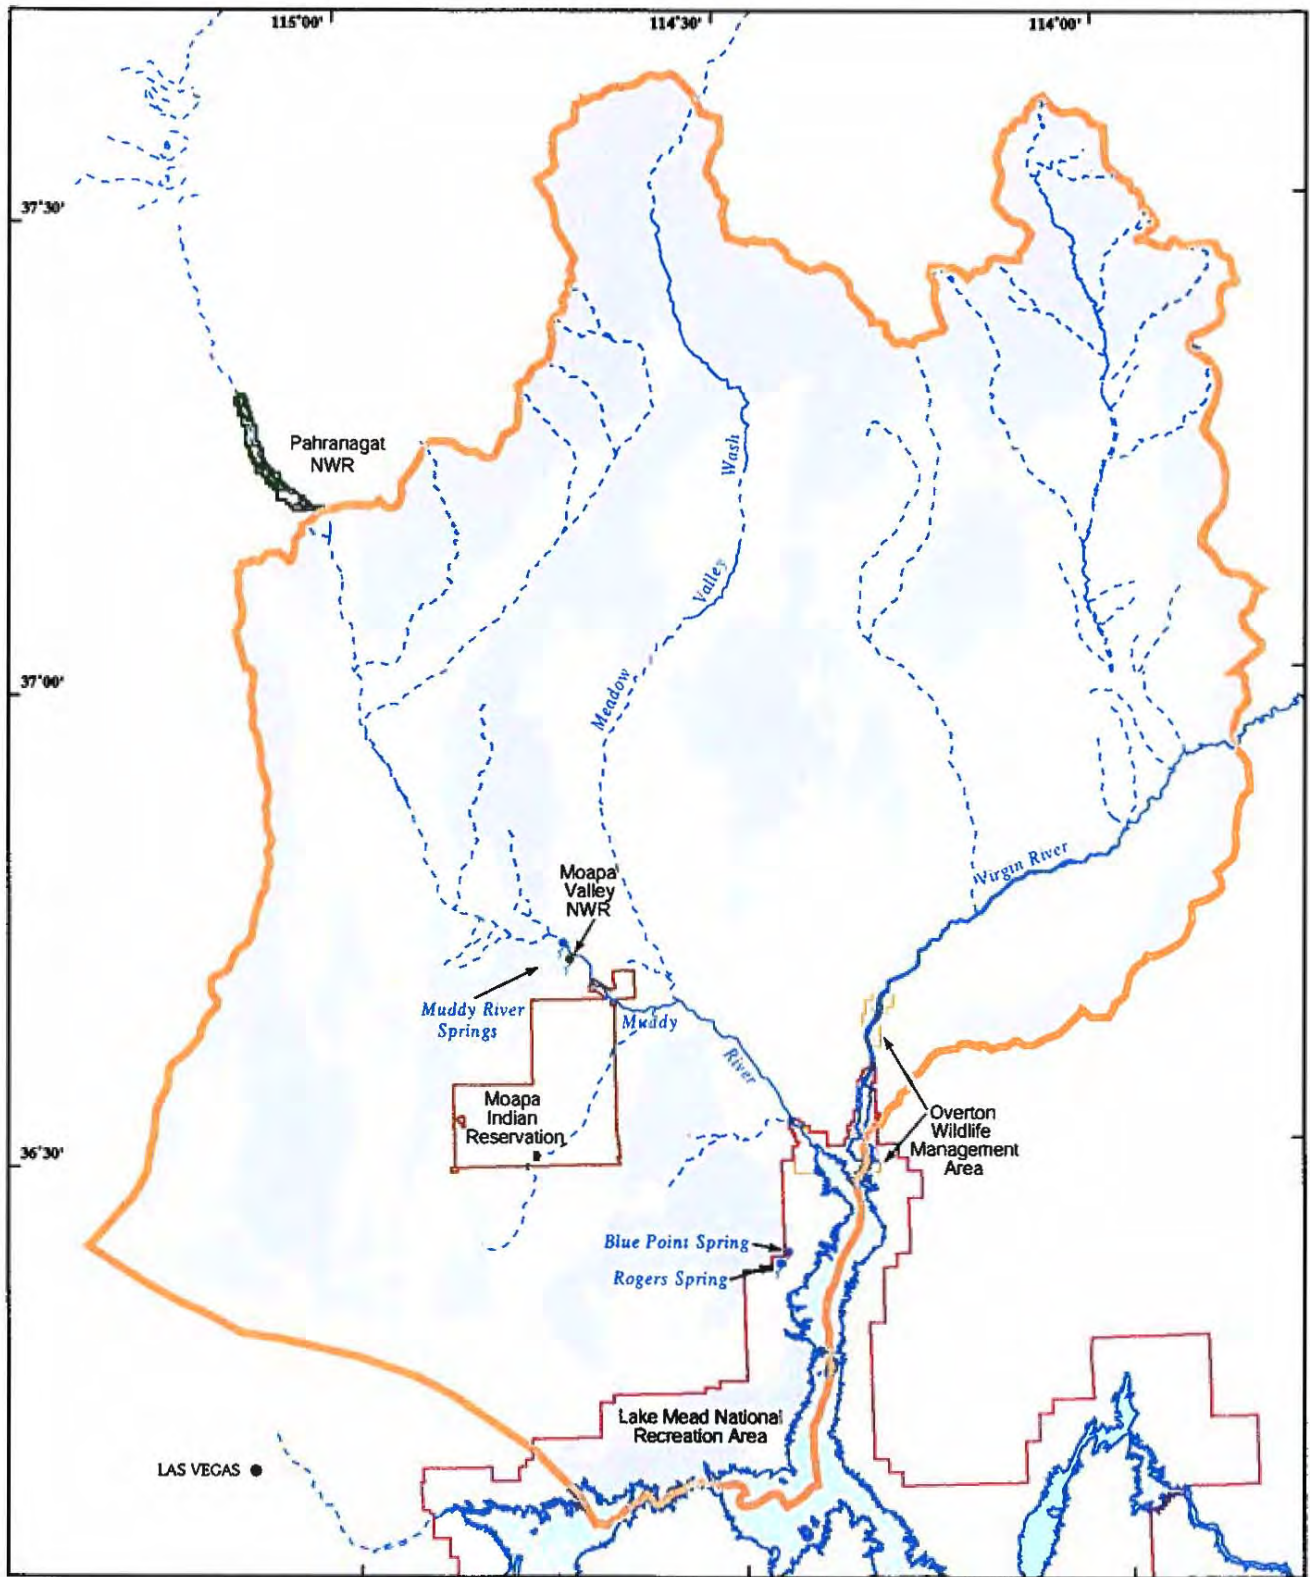 115°00'
114°30'
114°00'
37°30'
Pahranagat
NWR
Wash
Valley
Meadow
37°00'
Virgin River
Moapa
Valley
NWR
Muddy River
Springs
Muddy
River
Moapa
Indian
Reservation
Overton
Wildlife
Management
Area
36°30'
Blue Point Spring
Rogers Spring
Lake Mead National
Recreation Area
LAS VEGAS